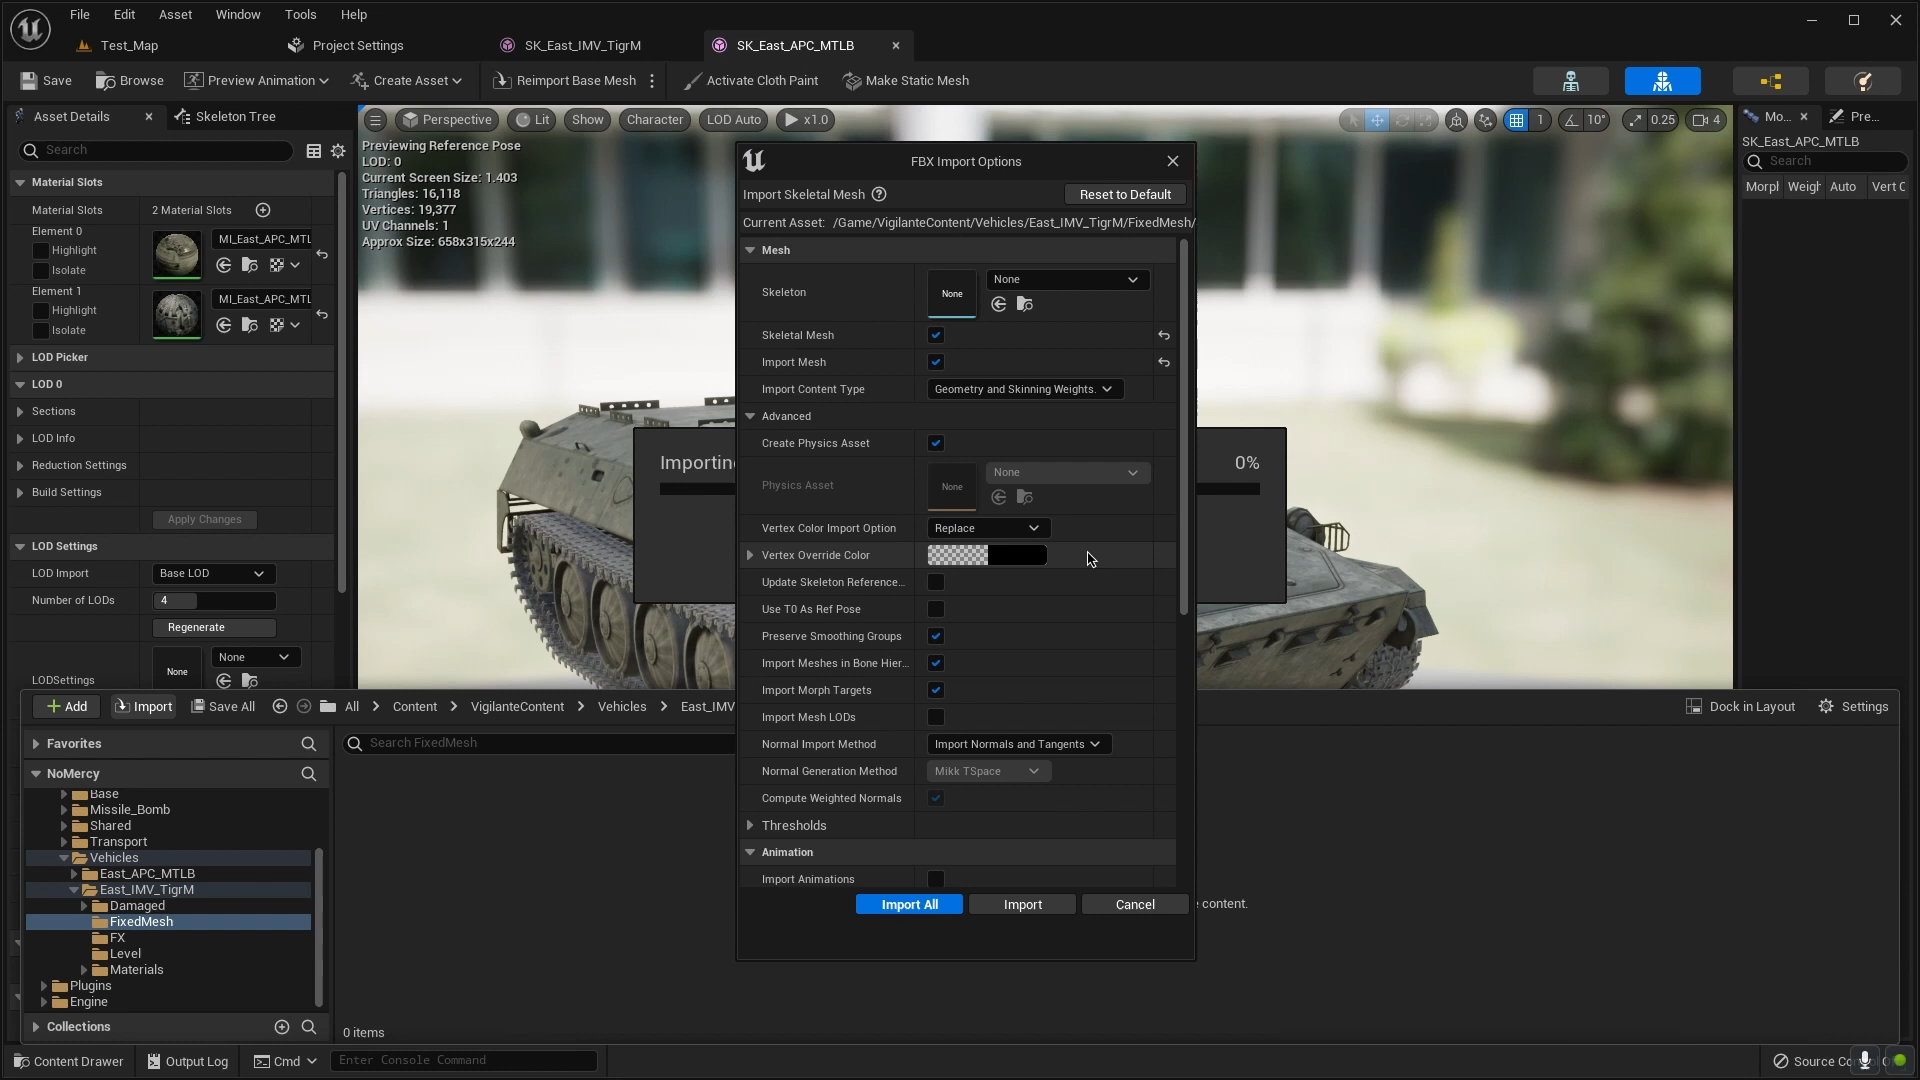 File Edit Asset Window Tools Help
Test_Map Project Settings SK_East_IMV_TigrM SK_East_APC_MTLB
Save Browse Preview Animation Create Asset Reimport Base Mesh Activate Cloth Paint Make Static Mesh
Asset Details Skeleton Tree
Search
Material Slots
Material Slots 2 Material Slots
Element 0
Highlight
Isolate
MI_East_APC_MTL
Element 1
Highlight
Isolate
MI_East_APC_MTL
LOD Picker
LOD 0
Sections
LOD Info
Reduction Settings
Build Settings
Apply Changes
LOD Settings
LOD Import Base LOD
Number of LODs 4
Regenerate
None
None
LODSettings
Perspective Lit Show Character LOD Auto x1.0
1 10° 0.25 4
Previewing Reference Pose
LOD: 0
Current Screen Size: 1.403
Triangles: 16,118
Vertices: 19,377
UV Channels: 1
Approx Size: 658x315x244
Importin
0%
FBX Import Options
Import Skeletal Mesh Reset to Default
Current Asset: /Game/VigilanteContent/Vehicles/East_IMV_TigrM/FixedMesh/
Mesh
Skeleton None None
Skeletal Mesh
Import Mesh
Import Content Type Geometry and Skinning Weights.
Advanced
Create Physics Asset
Physics Asset None None
Vertex Color Import Option Replace
Vertex Override Color
Update Skeleton Reference...
Use T0 As Ref Pose
Preserve Smoothing Groups
Import Meshes in Bone Hier...
Import Morph Targets
Import Mesh LODs
Normal Import Method Import Normals and Tangents
Normal Generation Method Mikk TSpace
Compute Weighted Normals
Thresholds
Animation
Import Animations
Import All Import Cancel
Mo... Pre...
SK_East_APC_MTLB
Search
Morpl Weigh Auto Vert C
Add Import Save All All Content VigilanteContent Vehicles East_IMV
Dock in Layout Settings
Favorites
Search FixedMesh
NoMercy
Base
Missile_Bomb
Shared
Transport
Vehicles
East_APC_MTLB
East_IMV_TigrM
Damaged
FixedMesh
FX
Level
Materials
Plugins
Engine
Collections
content.
0 items
Content Drawer Output Log Cmd Enter Console Command
Source Co